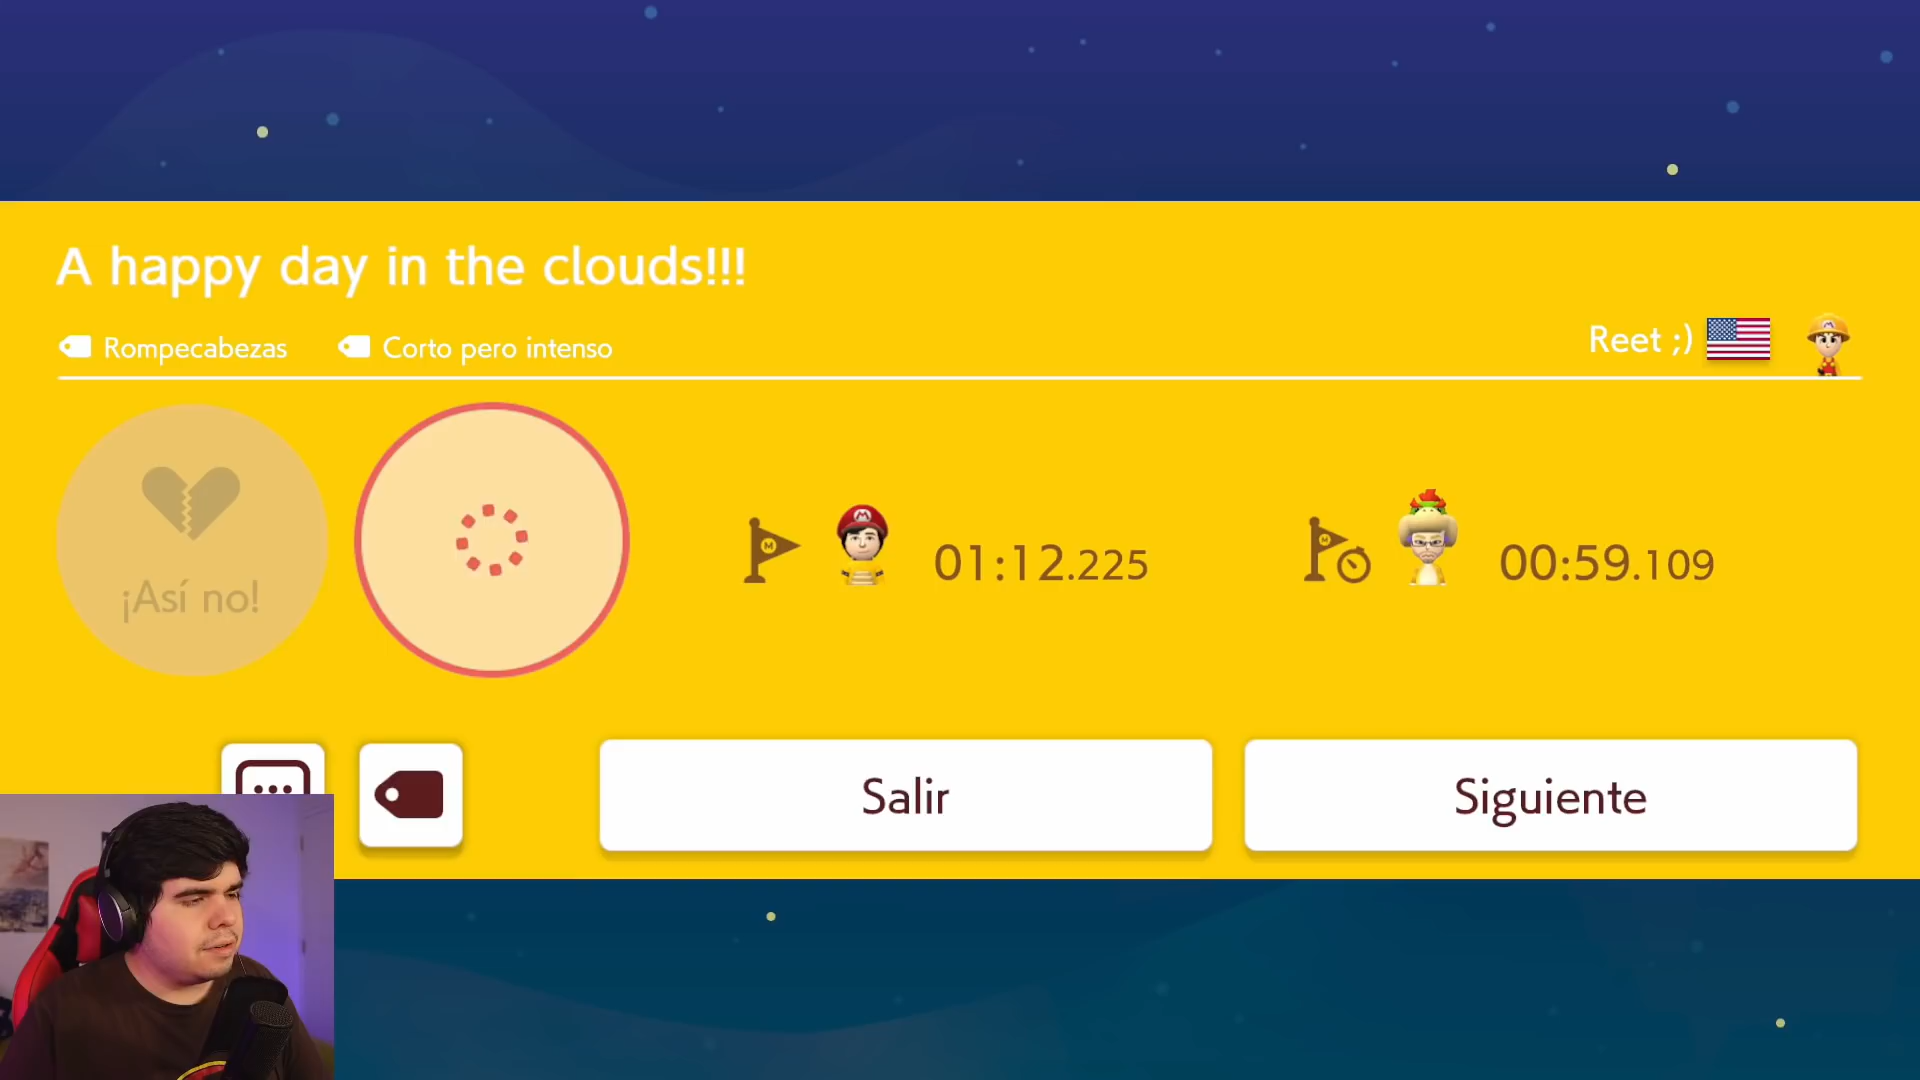 A happy day in the clouds!!!
Rompecabezas Corto pero intenso
Reet ;)
¡Así no!
01:12.225
00:59.109
Salir
Siguiente